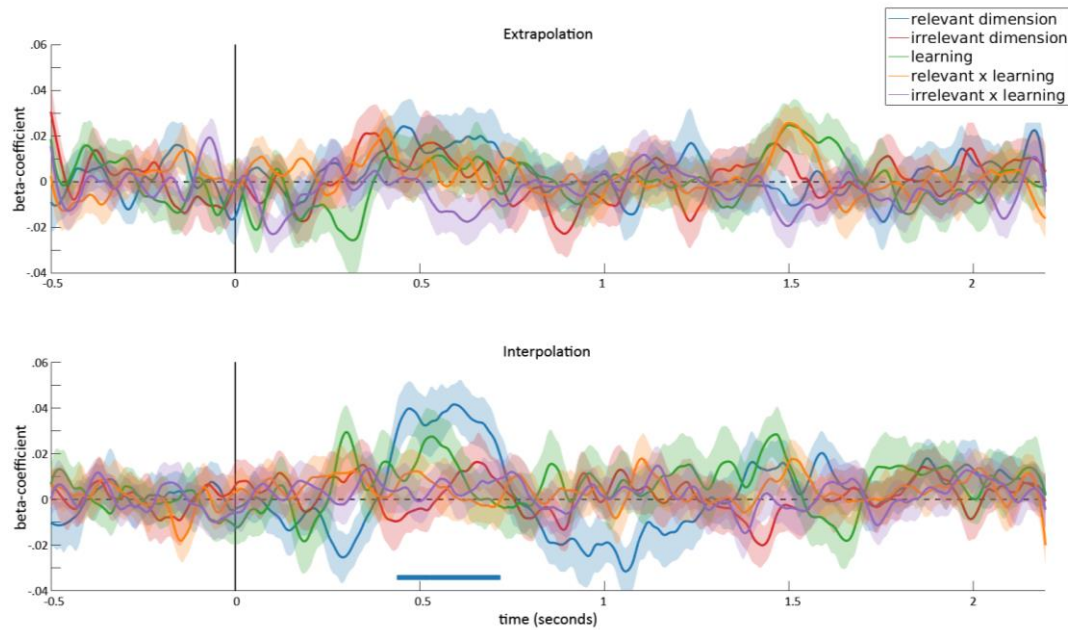 Extrapolation
relevant dimension
irrelevant dimension
learning
relevant x learning
irrelevant x learning
beta-coefficient
.06
.04
.02
0
-.02
-.04
-0.5
0
0.5
1
1.5
2
Interpolation
beta-coefficient
.06
.04
.02
0
-.02
-.04
-0.5
0
0.5
1
1.5
2
time (seconds)